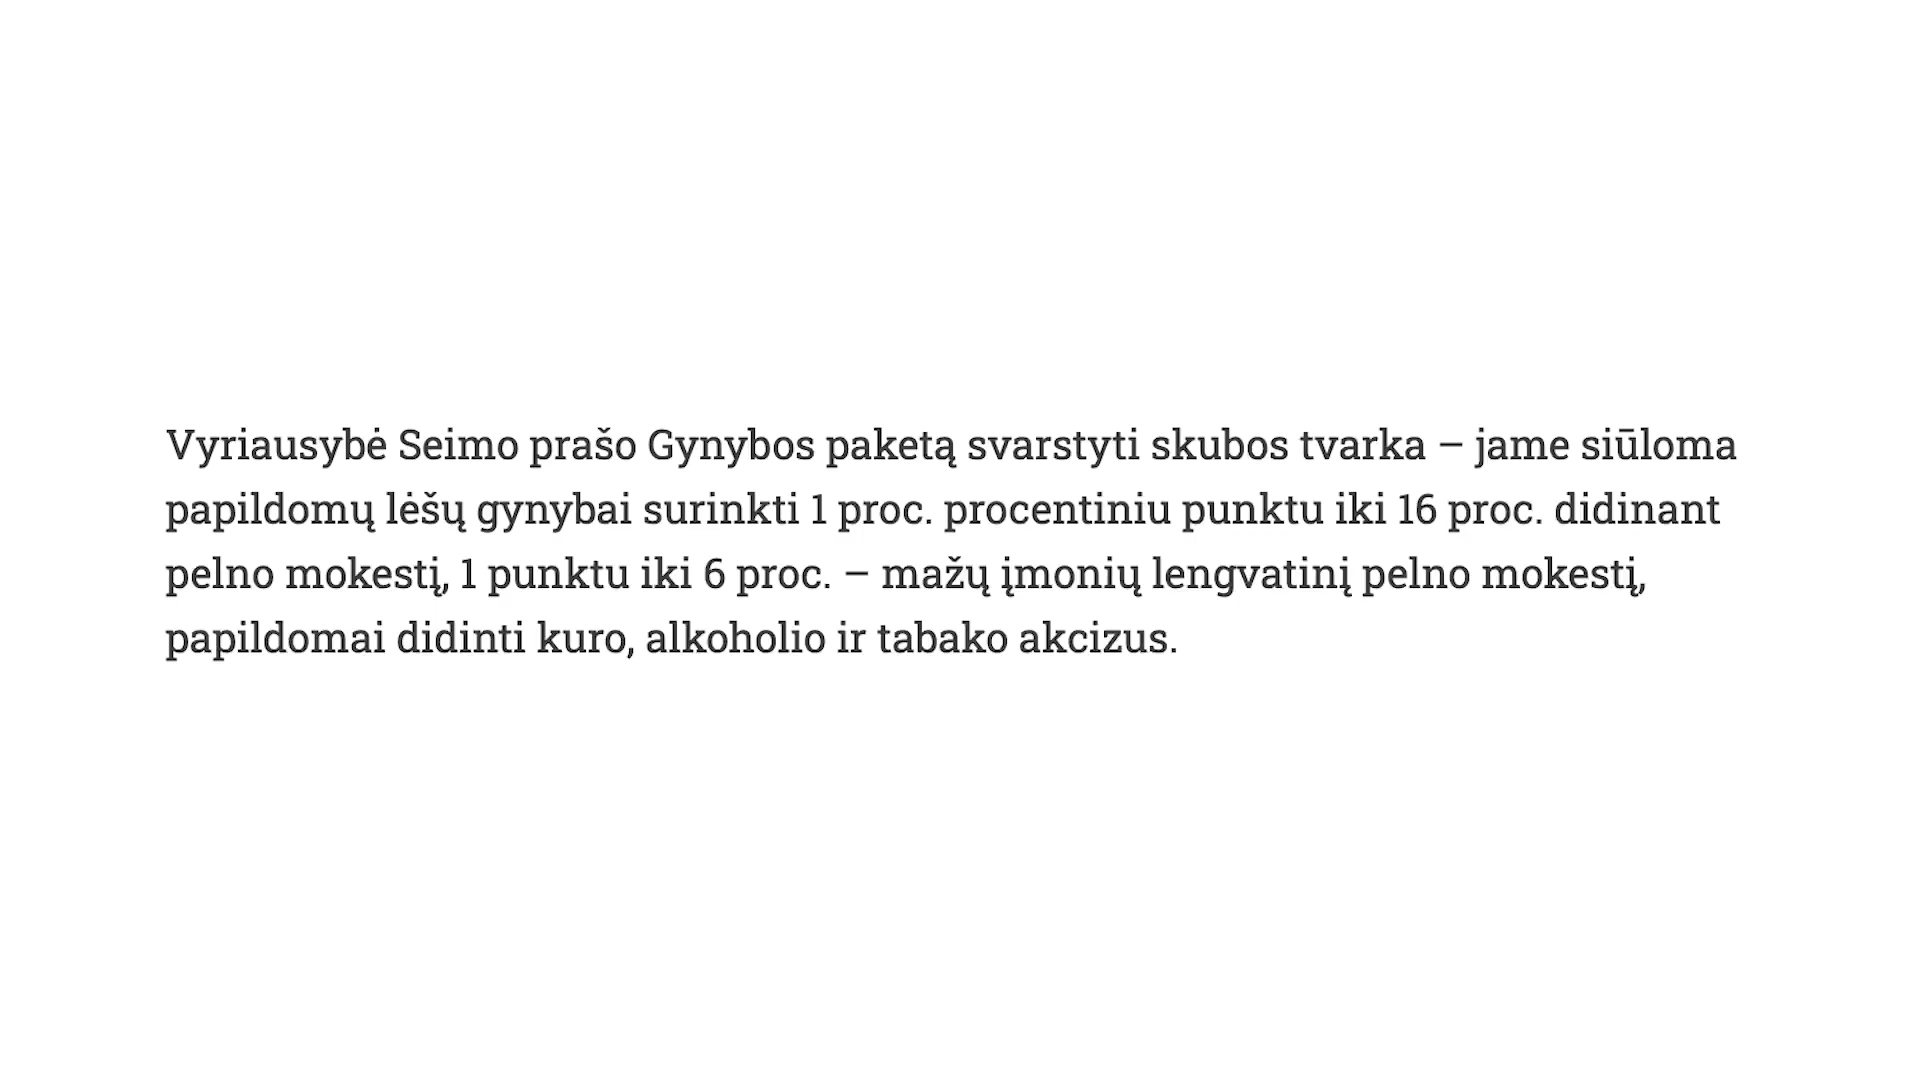 Vyriausybė Seimo prašo Gynybos paketą svarstyti skubos tvarka – jame siūloma
papildomų lėšų gynybai surinkti 1 proc. procentiniu punktu iki 16 proc. didinant
pelno mokestį, 1 punktu iki 6 proc. – mažų įmonių lengvatinį pelno mokestį,
papildomai didinti kuro, alkoholio ir tabako akcizus.